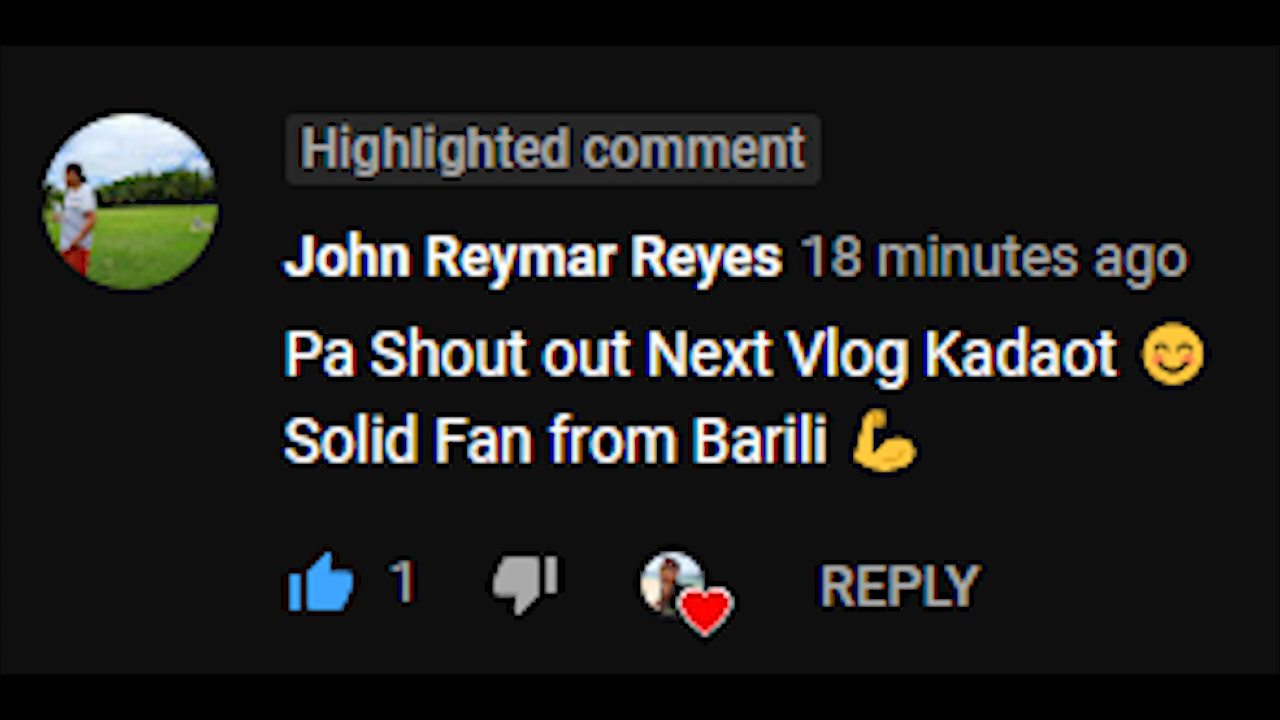 Highlighted comment
John Reymar Reyes 18 minutes ago
Pa Shout out Next Vlog Kadaot 😊
Solid Fan from Barili 💪
1 REPLY